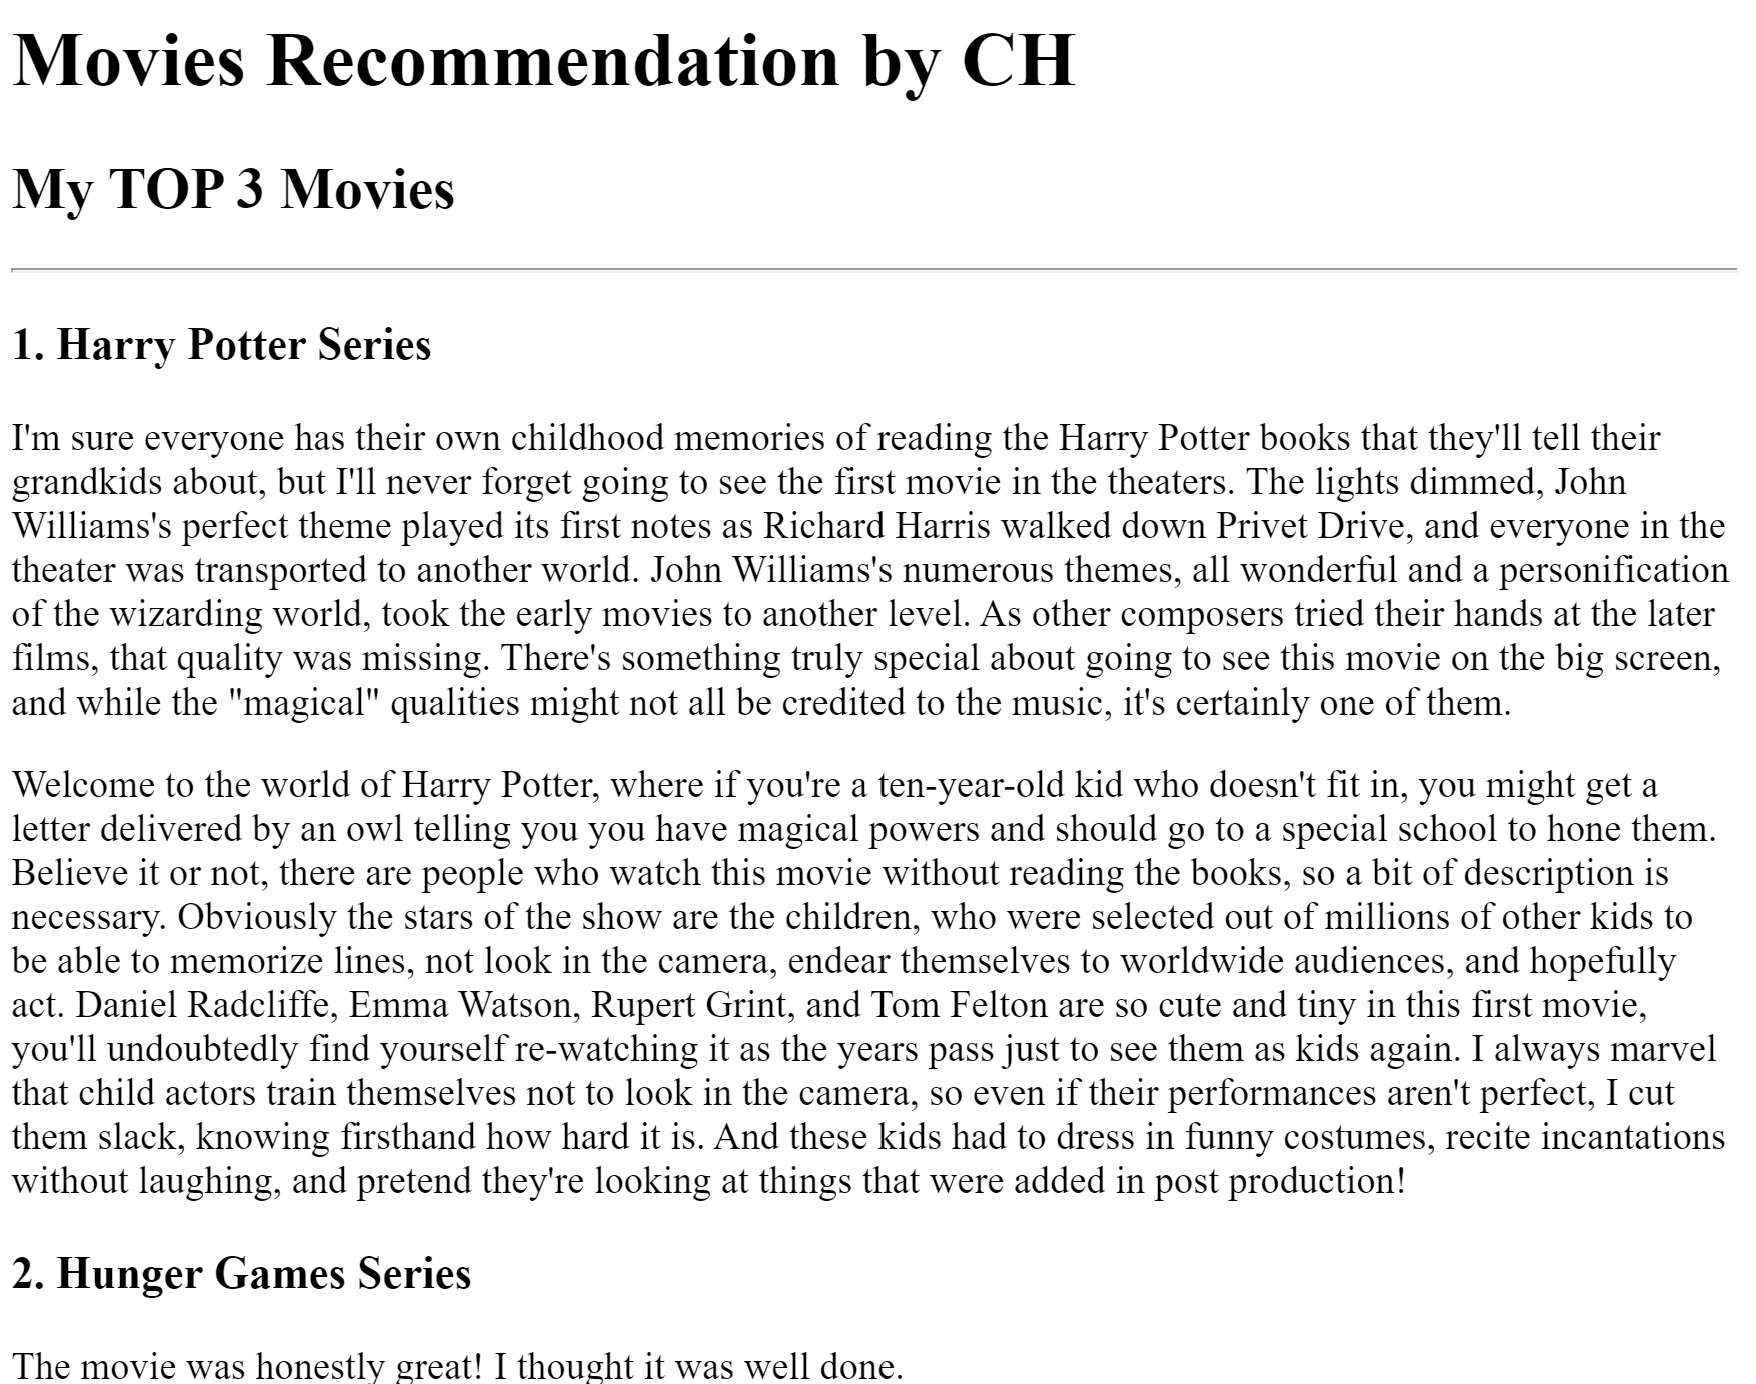 Movies Recommendation by CH
My TOP 3 Movies
1. Harry Potter Series
I'm sure everyone has their own childhood memories of reading the Harry Potter books that they'll tell their
grandkids about, but I'll never forget going to see the first movie in the theaters. The lights dimmed, John
Williams's perfect theme played its first notes as Richard Harris walked down Privet Drive, and everyone in the
theater was transported to another world. John Williams's numerous themes, all wonderful and a personification
of the wizarding world, took the early movies to another level. As other composers tried their hands at the later
films, that quality was missing. There's something truly special about going to see this movie on the big screen,
and while the "magical" qualities might not all be credited to the music, it's certainly one of them.
Welcome to the world of Harry Potter, where if you're a ten-year-old kid who doesn't fit in, you might get a
letter delivered by an owl telling you you have magical powers and should go to a special school to hone them.
Believe it or not, there are people who watch this movie without reading the books, so a bit of description is
necessary. Obviously the stars of the show are the children, who were selected out of millions of other kids to
be able to memorize lines, not look in the camera, endear themselves to worldwide audiences, and hopefully
act. Daniel Radcliffe, Emma Watson, Rupert Grint, and Tom Felton are so cute and tiny in this first movie,
you'll undoubtedly find yourself re-watching it as the years pass just to see them as kids again. I always marvel
that child actors train themselves not to look in the camera, so even if their performances aren't perfect, I cut
them slack, knowing firsthand how hard it is. And these kids had to dress in funny costumes, recite incantations
without laughing, and pretend they're looking at things that were added in post production!
2. Hunger Games Series
The movie was honestly great! I thought it was well done.